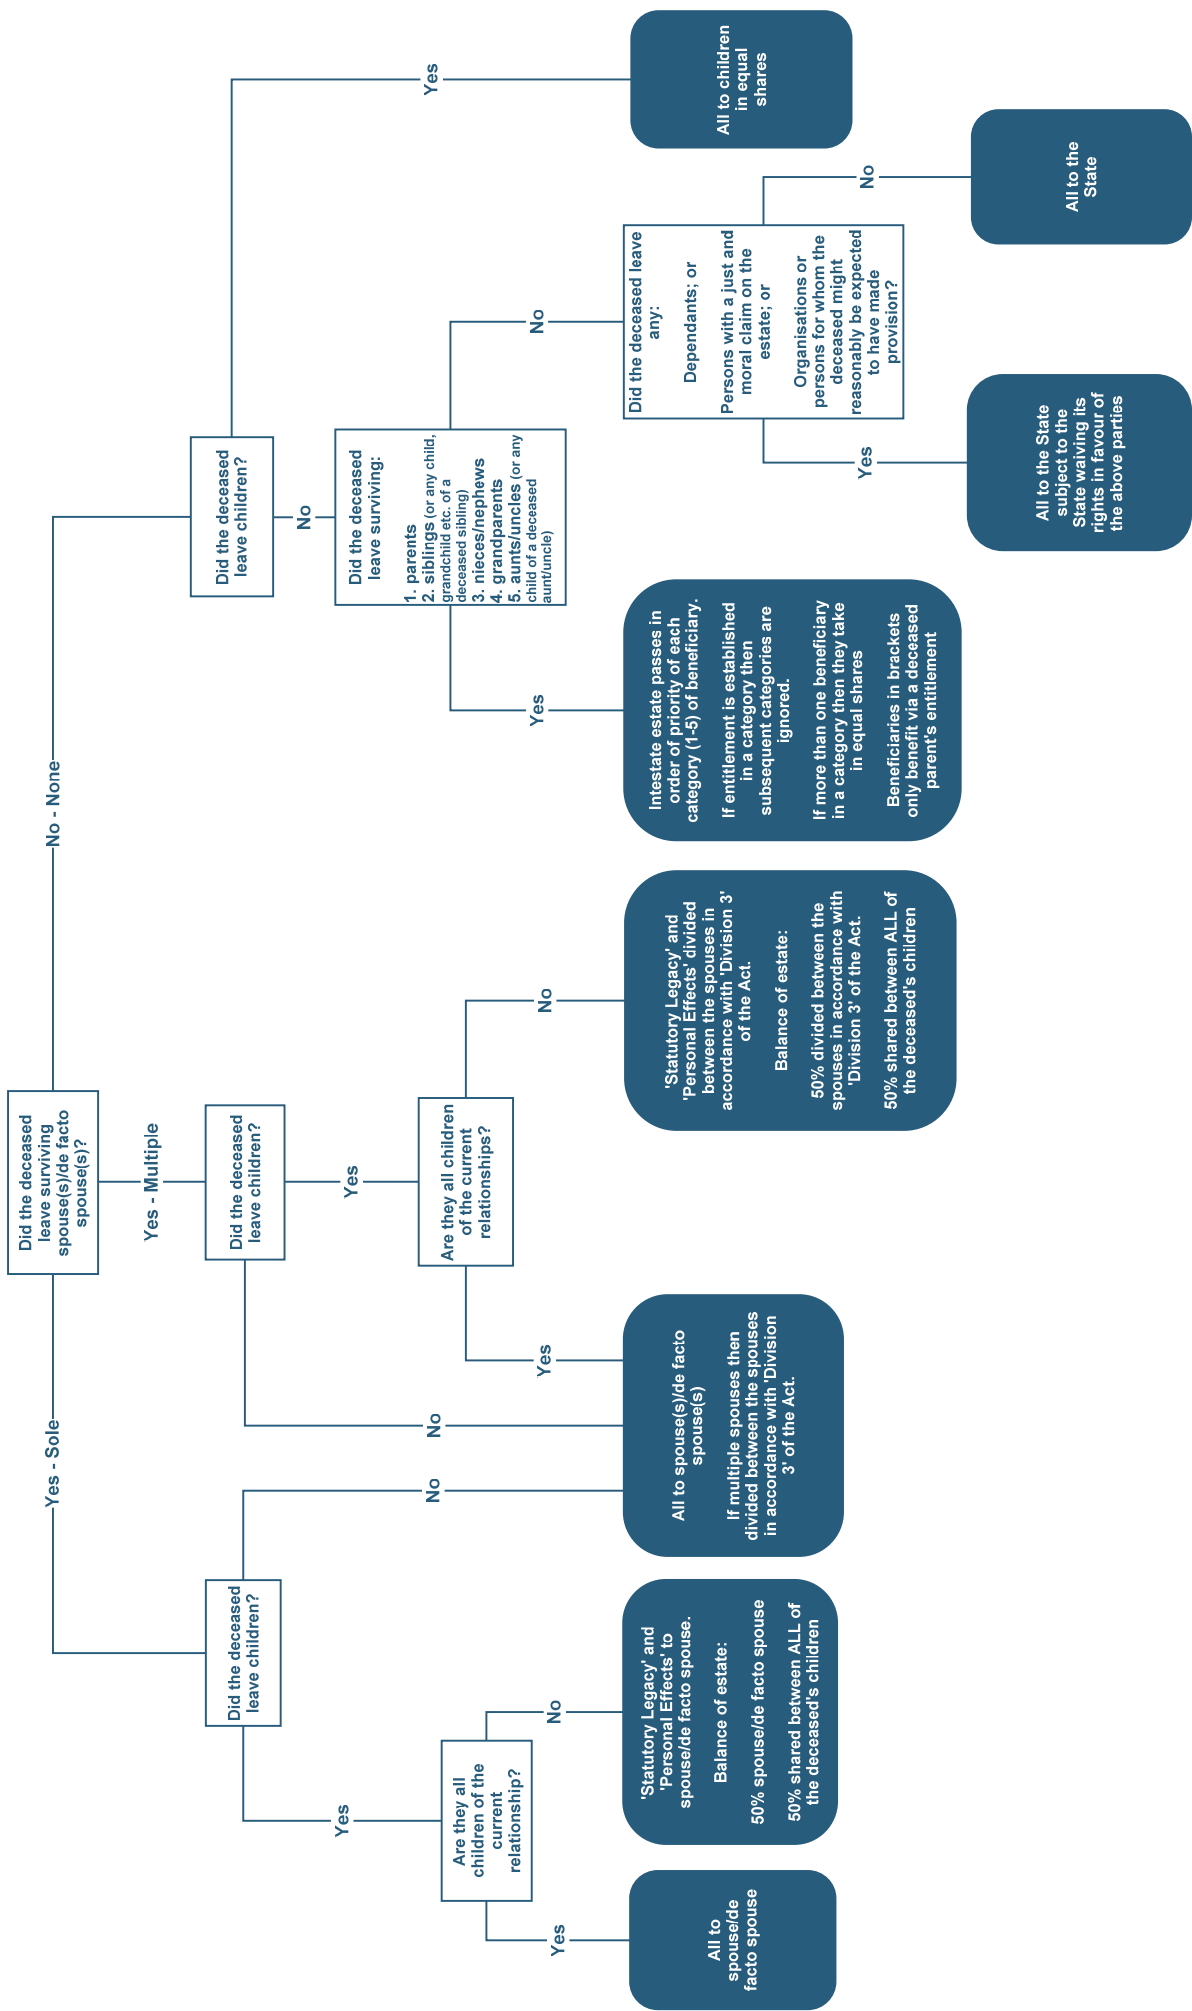 Did the deceased
leave surviving
spouse(s)/de facto
spouse(s)?
Yes - Sole
Yes - Multiple
No - None
Did the deceased
leave children?
Did the deceased
leave children?
Did the deceased
leave children?
Yes
No
No
Yes
No
Yes
Are they all
children of the
current
relationship?
Are they all children
of the current
relationships?
Did the deceased
leave surviving:
1. parents
2. siblings (or any child,
grandchild etc. of a
deceased sibling)
3. nieces/nephews
4. grandparents
5. aunts/uncles (or any
child of a deceased
aunt/uncle)
Yes
No
Yes
No
Yes
No
All to
spouse/de
facto spouse
'Statutory Legacy' and
'Personal Effects' to
spouse/de facto spouse.
Balance of estate:
50% spouse/de facto spouse
50% shared between ALL of
the deceased's children
All to spouse(s)/de facto
spouse(s)
If multiple spouses then
divided between the spouses
in accordance with 'Division
3' of the Act.
'Statutory Legacy' and
'Personal Effects' divided
between the spouses in
accordance with 'Division 3'
of the Act.
Balance of estate:
50% divided between the
spouses in accordance with
'Division 3' of the Act.
50% shared between ALL of
the deceased's children
Intestate estate passes in
order of priority of each
category (1-5) of beneficiary.
If entitlement is established
in a category then
subsequent categories are
ignored.
If more than one beneficiary
in a category then they take
in equal shares
Beneficiaries in brackets
only benefit via a deceased
parent's entitlement
Did the deceased leave
any:
Dependants; or
Persons with a just and
moral claim on the
estate; or
Organisations or
persons for whom the
deceased might
reasonably be expected
to have made
provision?
All to children
in equal
shares
Yes
No
All to the State
subject to the
State waiving its
rights in favour of
the above parties
All to the
State